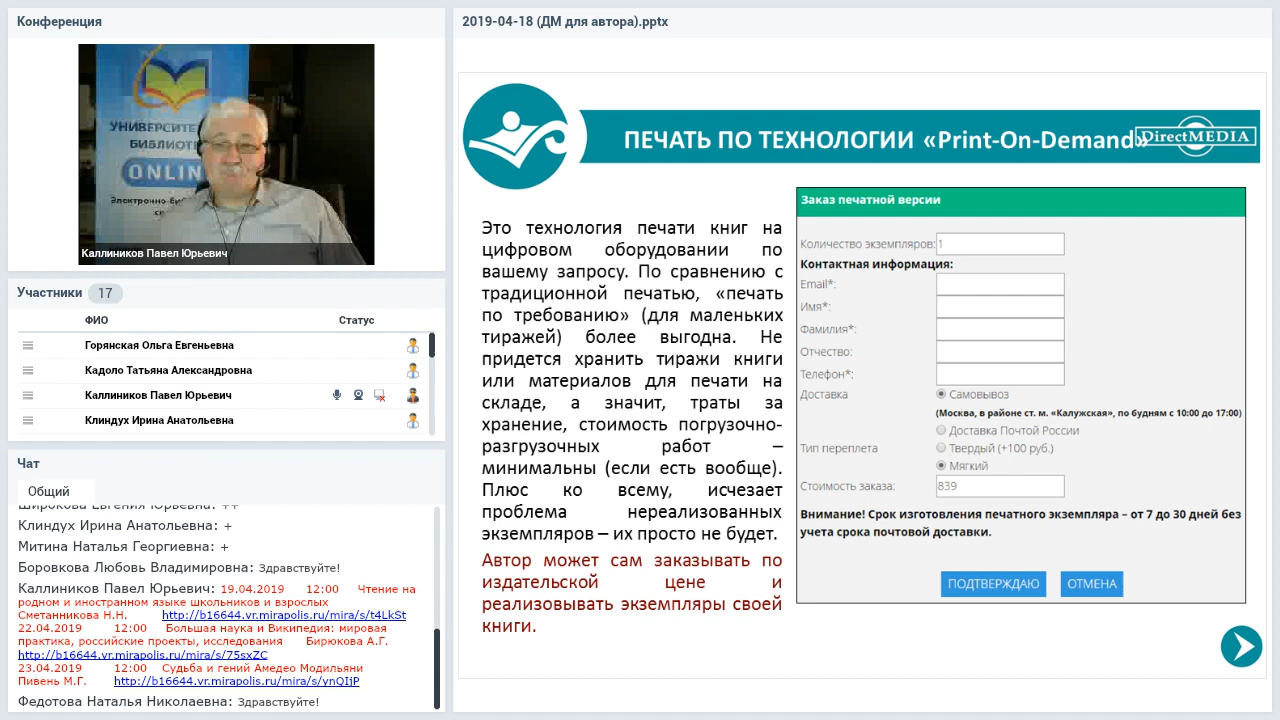 Конференция
УНИВЕРСИТЕ
БИБЛИОТЕ
ONLIN
Каллиников Павел Юрьевич
Участники 17
ФИО Статус
Горянская Ольга Евгеньевна
Кадоло Татьяна Александровна
Каллиников Павел Юрьевич
Клиндух Ирина Анатольевна
Чат
Общий
Широкова Евгения Юрьевна: ++
Клиндух Ирина Анатольевна: +
Митина Наталья Георгиевна: +
Боровкова Любовь Владимировна: Здравствуйте!
Каллиников Павел Юрьевич: 19.04.2019 12:00 Чтение на
родном и иностранном языке школьников и взрослых
Сметанникова Н.Н. http://b16644.vr.mirapolis.ru/mira/s/t4LkSt
22.04.2019 12:00 Большая наука и Википедия: мировая
практика, российские проекты, исследования Бирюкова А.Г.
http://b16644.vr.mirapolis.ru/mira/s/75sxZC
23.04.2019 12:00 Судьба и гений Амедео Модильяни
Пивень М.Г. http://b16644.vr.mirapolis.ru/mira/s/ynQIjP
Федотова Наталья Николаевна: Здравствуйте!
2019-04-18 (ДМ для автора).pptx
ПЕЧАТЬ ПО ТЕХНОЛОГИИ «Print-On-Demand»
DirectMEDIA
Это технология печати книг на
цифровом оборудовании по
вашему запросу. По сравнению с
традиционной печатью, «печать
по требованию» (для маленьких
тиражей) более выгодна. Не
придется хранить тиражи книги
или материалов для печати на
складе, а значит, траты за
хранение, стоимость погрузочно-
разгрузочных работ –
минимальны (если есть вообще).
Плюс ко всему, исчезает
проблема нереализованных
экземпляров – их просто не будет.
Автор может сам заказывать по
издательской цене и
реализовывать экземпляры своей
книги.
Заказ печатной версии
Количество экземпляров: 1
Контактная информация:
Email*:
Имя*:
Фамилия*:
Отчество:
Телефон*:
Доставка Самовывоз
(Москва, в районе ст. м. «Калужская», по будням с 10:00 до 17:00)
Доставка Почтой России
Тип переплета Твердый (+100 руб.)
Мягкий
Стоимость заказа: 839
Внимание! Срок изготовления печатного экземпляра – от 7 до 30 дней без
учета срока почтовой доставки.
ПОДТВЕРЖДАЮ ОТМЕНА